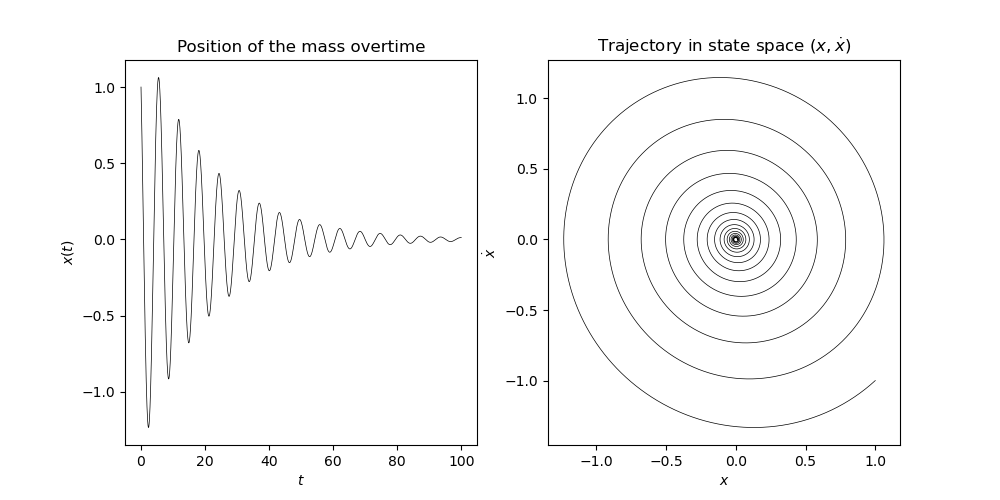 Position of the mass overtime
1.0
0.5
0.0
−0.5
−1.0
x(t)
0 20 40 60 80 100
t
Trajectory in state space (x, ẋ)
1.0
0.5
0.0
−0.5
−1.0
ẋ
−1.0 −0.5 0.0 0.5 1.0
x